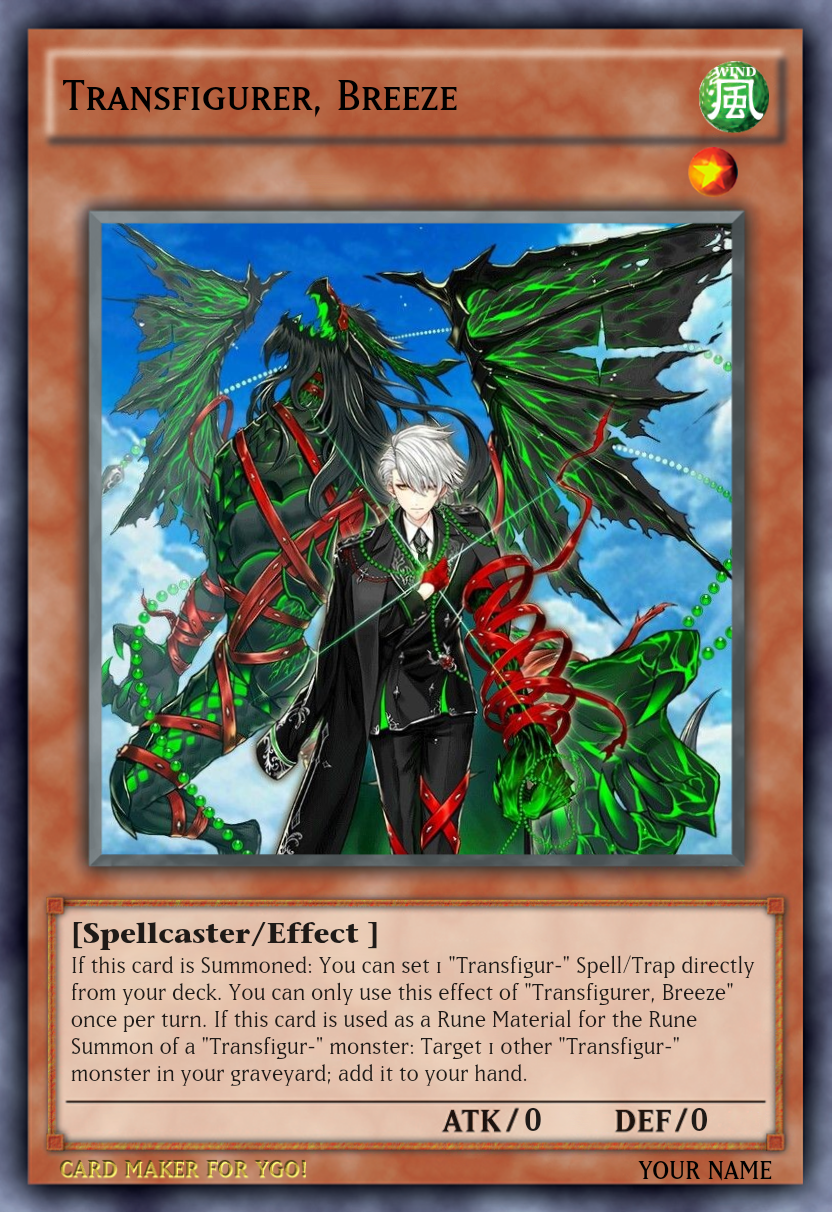 Transfigurer, Breeze
WIND
風
[Spellcaster/Effect ]
If this card is Summoned: You can set 1 "Transfigur-" Spell/Trap directly
from your deck. You can only use this effect of "Transfigurer, Breeze"
once per turn. If this card is used as a Rune Material for the Rune
Summon of a "Transfigur-" monster: Target 1 other "Transfigur-"
monster in your graveyard; add it to your hand.
ATK/0 DEF/0
CARD MAKER FOR YGO! YOUR NAME